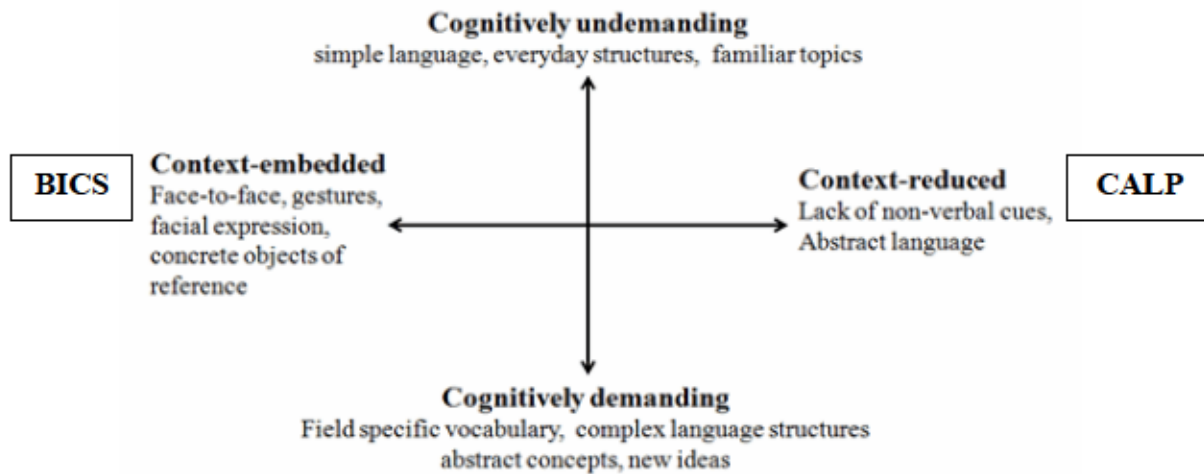 Cognitively undemanding
simple language, everyday structures, familiar topics
BICS
Context-embedded
Face-to-face, gestures,
facial expression,
concrete objects of
reference
Context-reduced
Lack of non-verbal cues,
Abstract language
CALP
Cognitively demanding
Field specific vocabulary, complex language structures
abstract concepts, new ideas